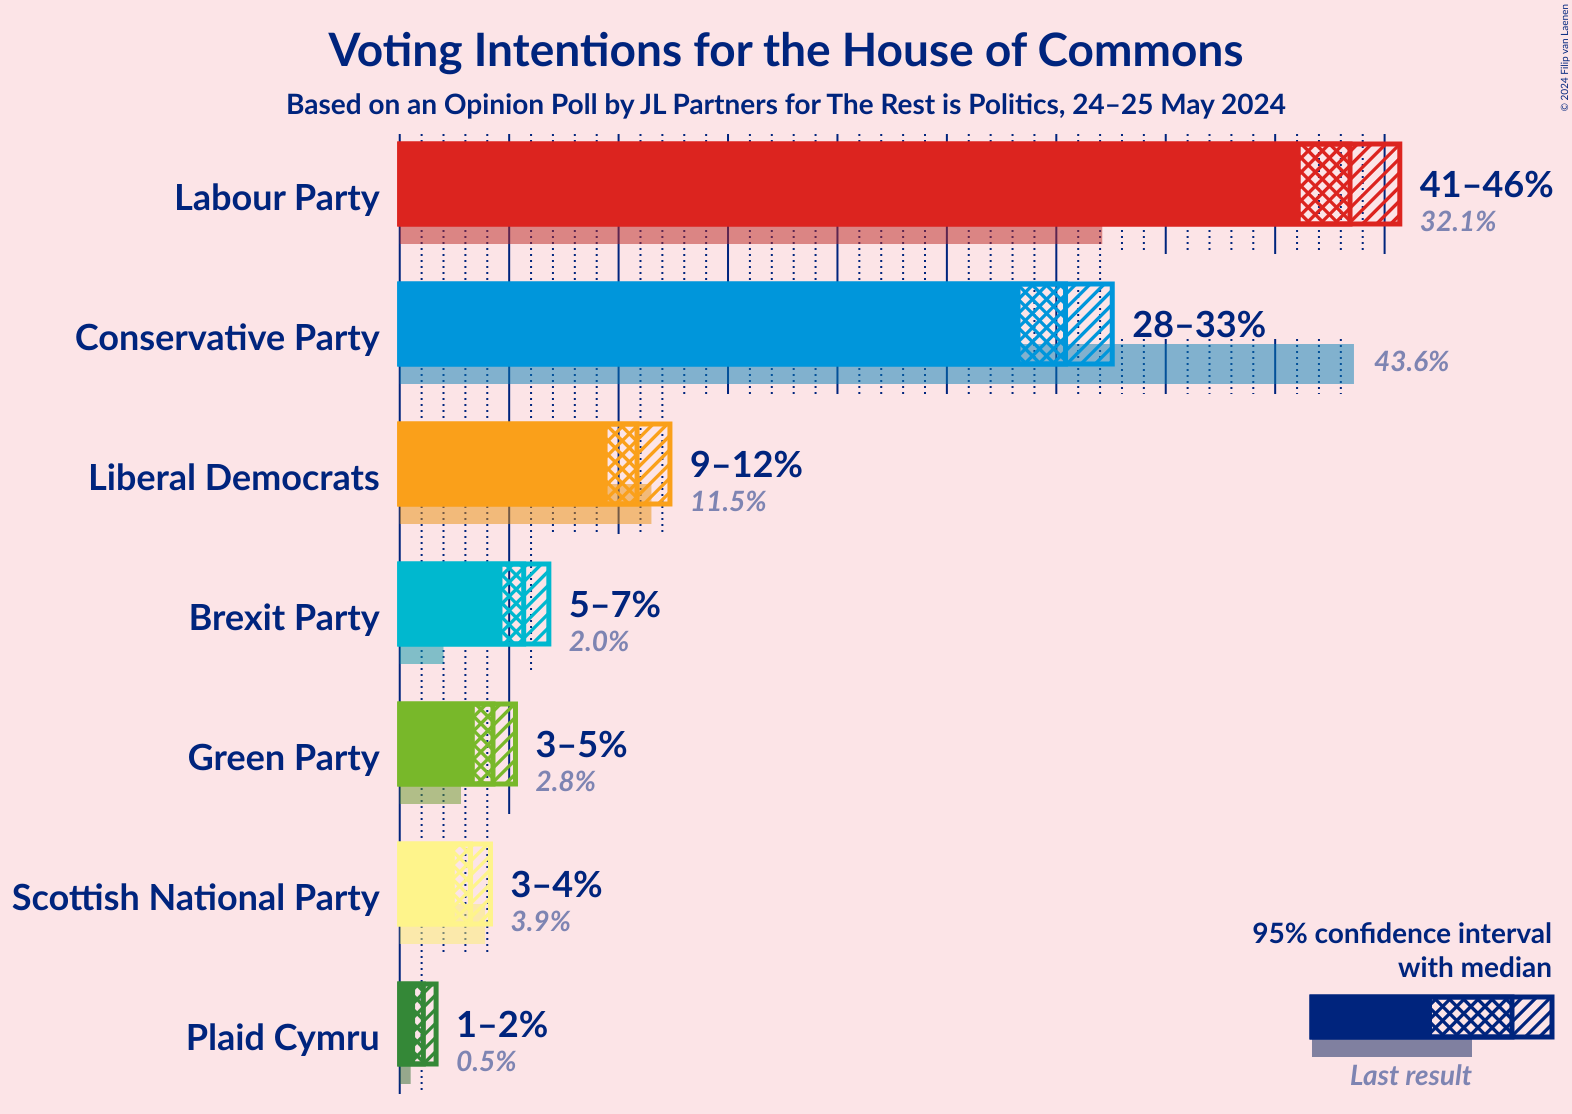 Voting Intentions for the House of Commons
Based on an Opinion Poll by JL Partners for The Rest is Politics, 24–25 May 2024
© 2024 Filip van Laenen
Labour Party
41–46%
32.1%
Conservative Party
28–33%
43.6%
Liberal Democrats
9–12%
11.5%
Brexit Party
5–7%
2.0%
Green Party
3–5%
2.8%
Scottish National Party
3–4%
3.9%
Plaid Cymru
1–2%
0.5%
95% confidence interval
with median
Last result